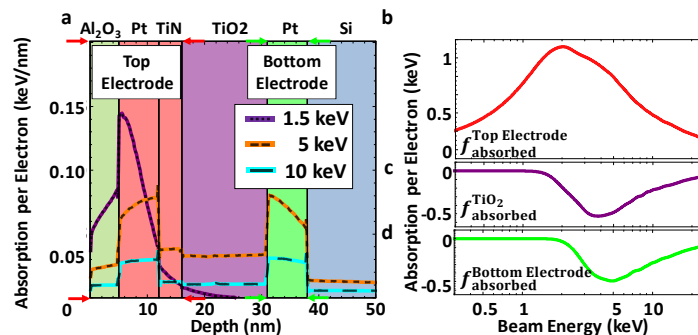 a
b
Al2O3 Pt TiN TiO2 Pt Si
Top
Electrode
Bottom
Electrode
1.5 keV
5 keV
10 keV
0.15
0.10
0.05
0 10 20 30 40 50
Depth (nm)
Absorption per Electron (keV/nm)
Absorption per Electron (keV)
1
0.5
0
f Top Electrode
absorbed
c
0
-0.5
f TiO2
absorbed
d
0
-0.5
f Bottom Electrode
absorbed
0.5 1 5 10
Beam Energy (keV)